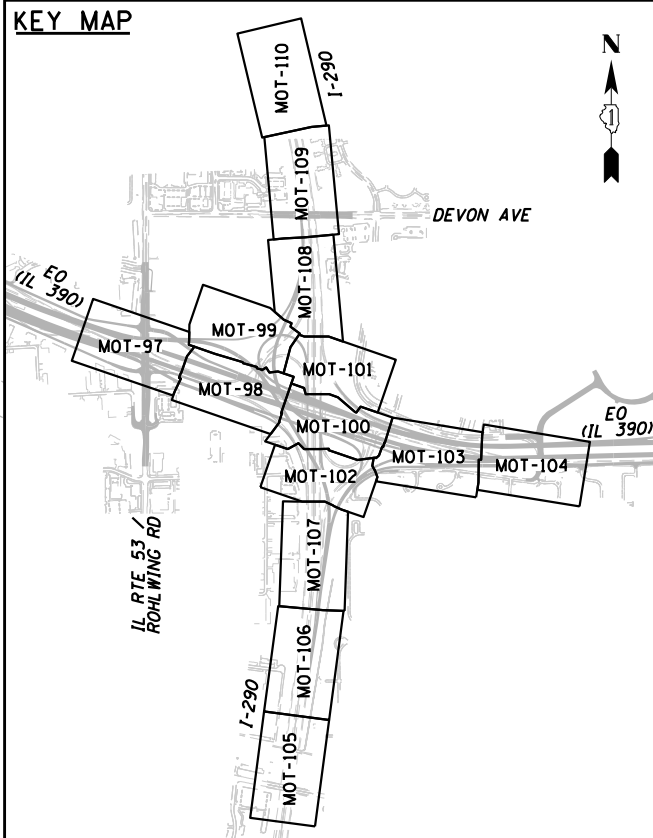 KEY MAP
N
1
MOT-110
I-290
MOT-109
DEVON AVE
MOT-108
EO
(IL 390)
MOT-99
MOT-97
MOT-101
MOT-98
MOT-100
EO
(IL 390)
MOT-103
MOT-104
MOT-102
IL RTE 53 /
ROHLWING RD
MOT-107
MOT-106
I-290
MOT-105